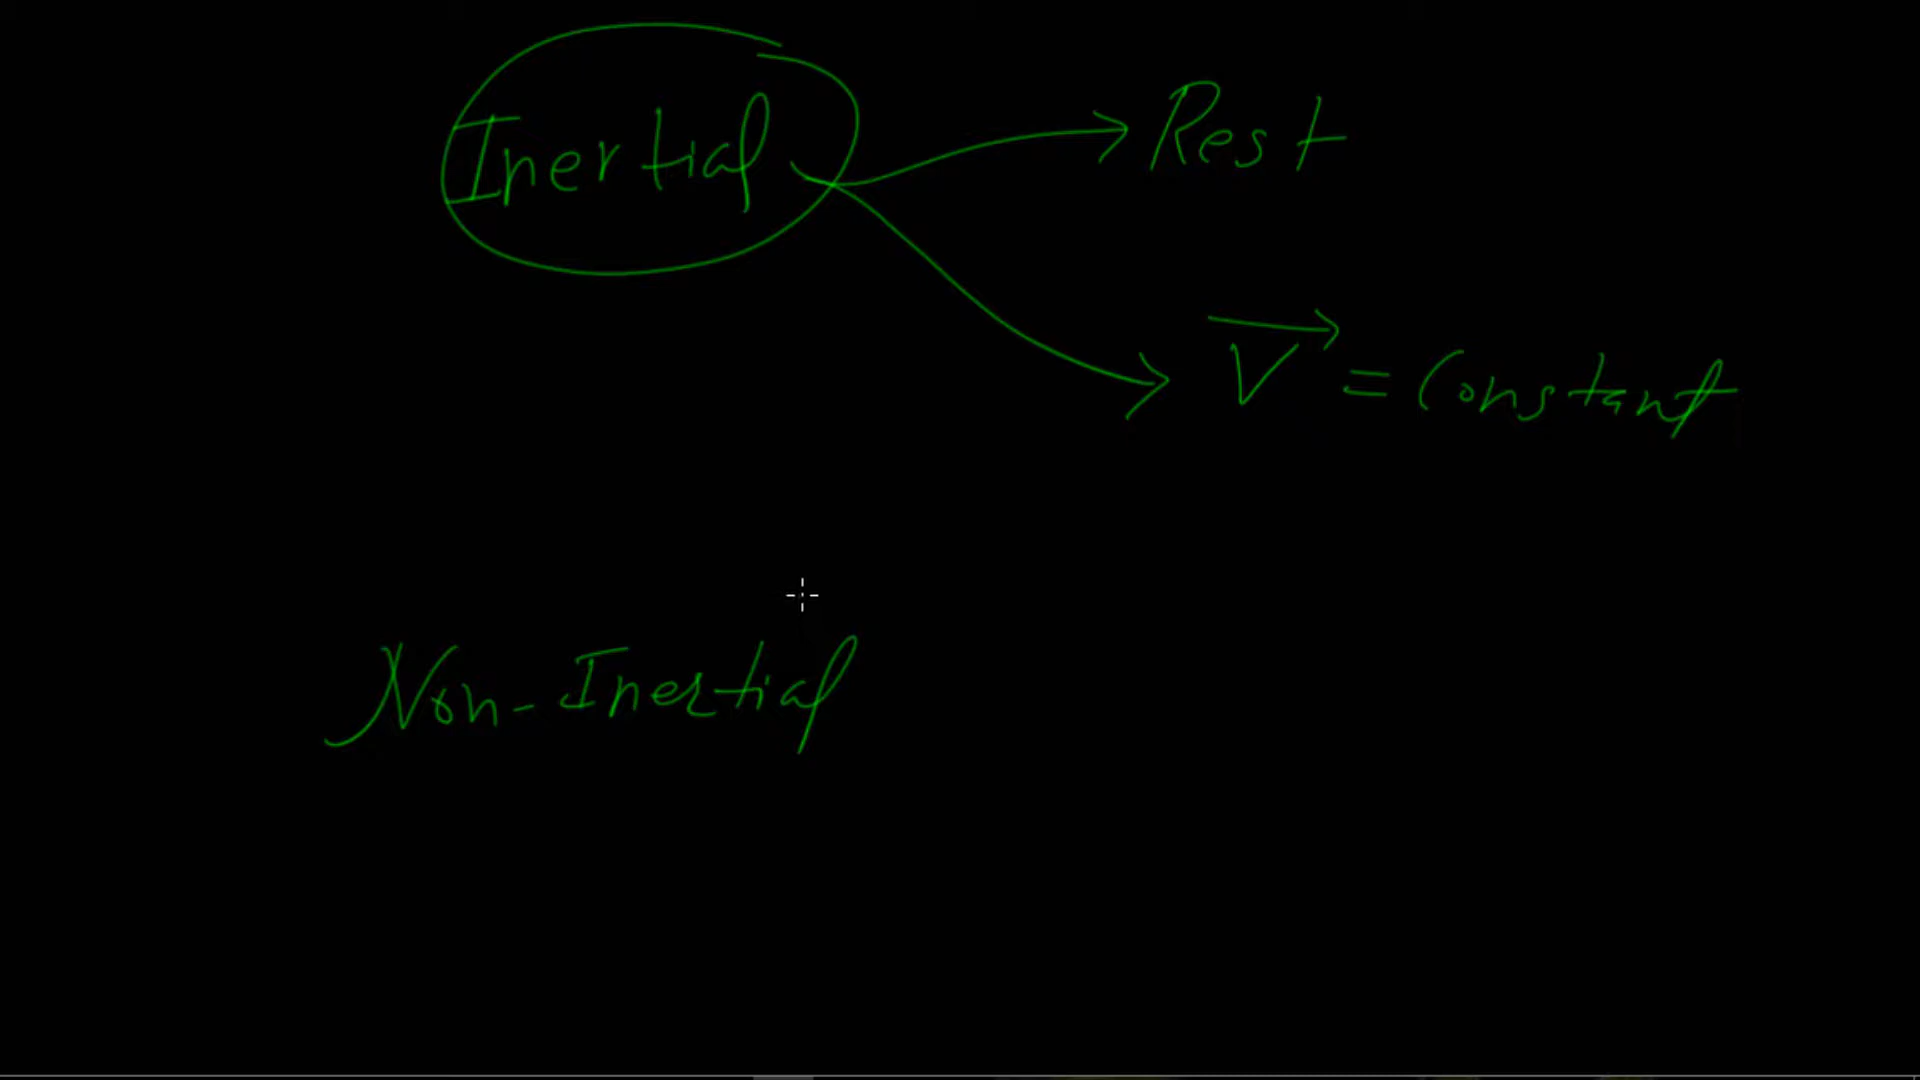 Inertial
Rest
V = Constant
Non-Inertial